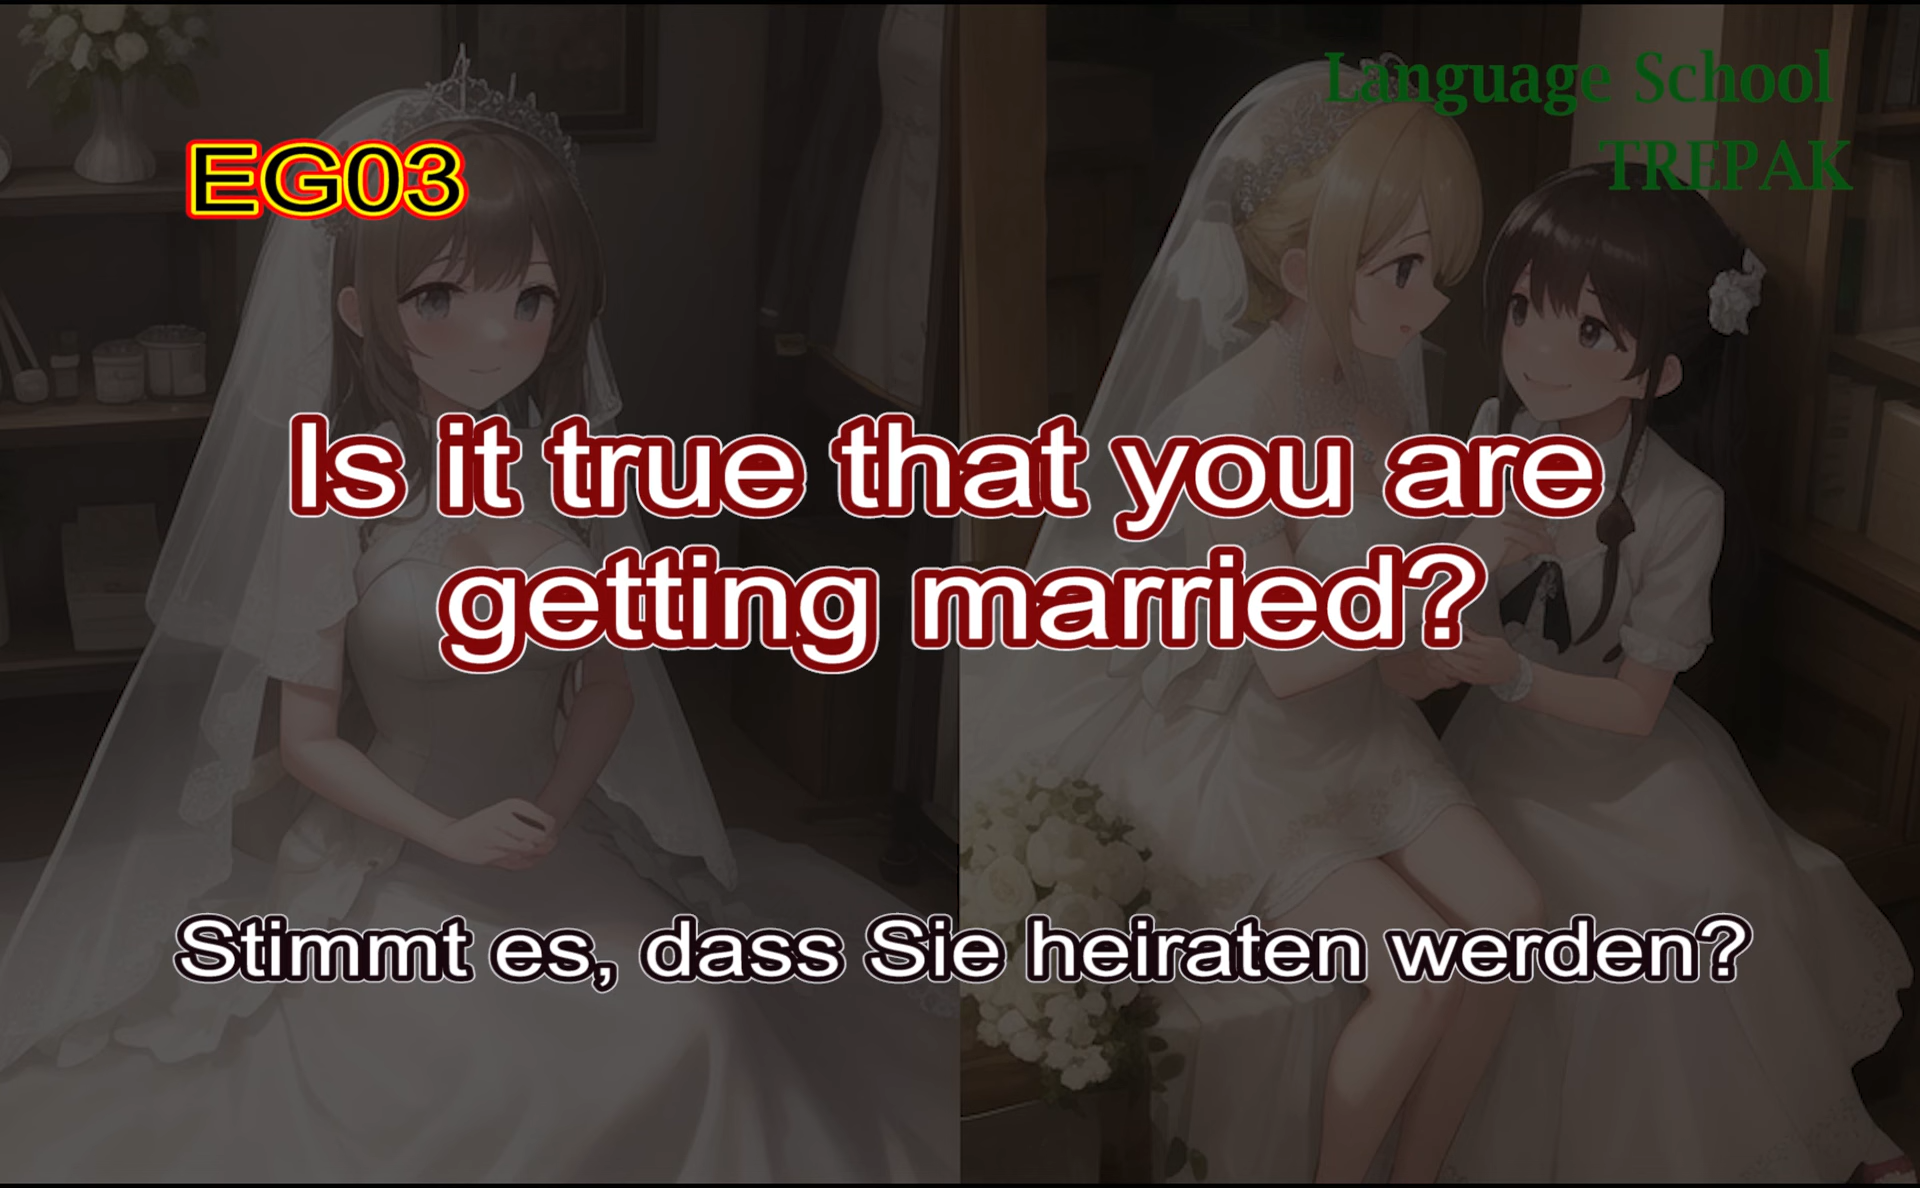 Language School
TREPAK
EG03
Is it true that you are
getting married?
Stimmt es, dass Sie heiraten werden?